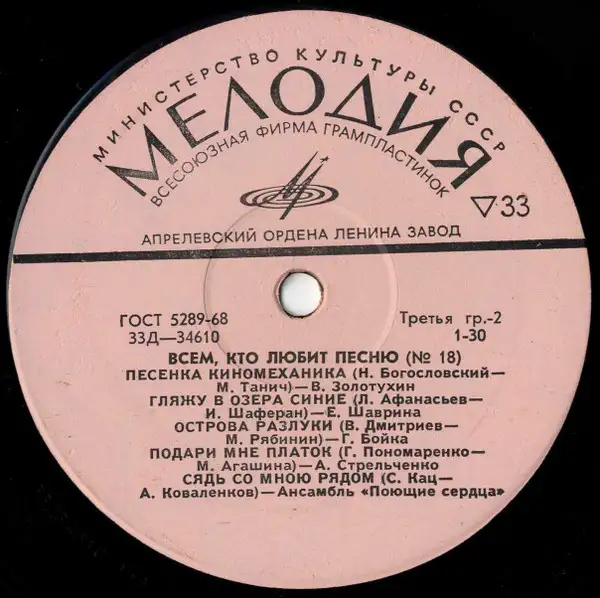 МИНИСТЕРСТВО КУЛЬТУРЫ СССР
МЕЛОДИЯ
ВСЕСОЮЗНАЯ ФИРМА ГРАМПЛАСТИНОК
▽33
АПРЕЛЕВСКИЙ ОРДЕНА ЛЕНИНА ЗАВОД
ГОСТ 5289-68 Третья гр.-2
33Д—34610 1-30
ВСЕМ, КТО ЛЮБИТ ПЕСНЮ (№ 18)
ПЕСЕНКА КИНОМЕХАНИКА (Н. Богословский—
М. Танич)—В. Золотухин
ГЛЯЖУ В ОЗЕРА СИНИЕ (Л. Афанасьев—
И. Шаферан)—Е. Шаврина
ОСТРОВА РАЗЛУКИ (В. Дмитриев—
М. Рябинин)—Г. Бойка
ПОДАРИ МНЕ ПЛАТОК (Г. Пономаренко—
М. Агашина)—А. Стрельченко
СЯДЬ СО МНОЮ РЯДОМ (С. Кац—
А. Коваленков)—Ансамбль «Поющие сердца»